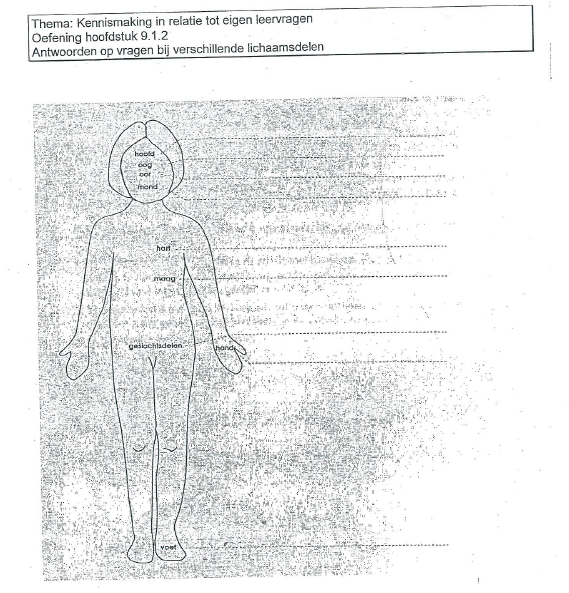 Thema: Kennismaking in relatie tot eigen leervragen
Oefening hoofdstuk 9.1.2
Antwoorden op vragen bij verschillende lichaamsdelen
hoofd
oog
oor
mond
hart
maag
geslachtsdelen
hand
voet